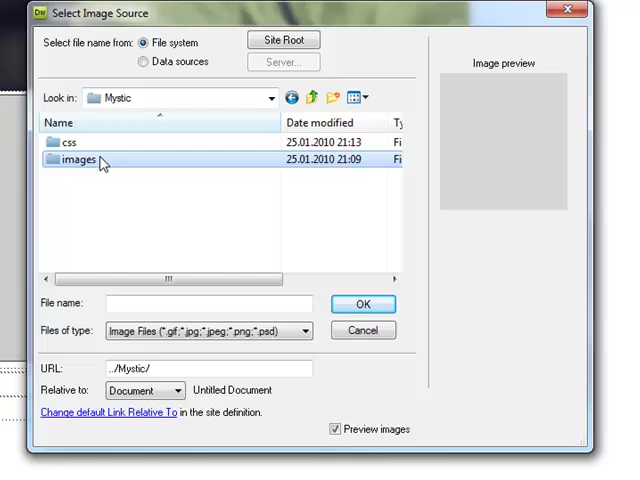 Dw Select Image Source
Select file name from: File system Site Root
Data sources Server...
Image preview
Look in: Mystic
Name Date modified Ty
css 25.01.2010 21:13 Fi
images 25.01.2010 21:09 Fi
File name: OK
Files of type: Image Files (*.gif;*.jpg;*.jpeg;*.png;*.psd) Cancel
URL: ../Mystic/
Relative to: Document Untitled Document
Change default Link Relative To in the site definition.
Preview images